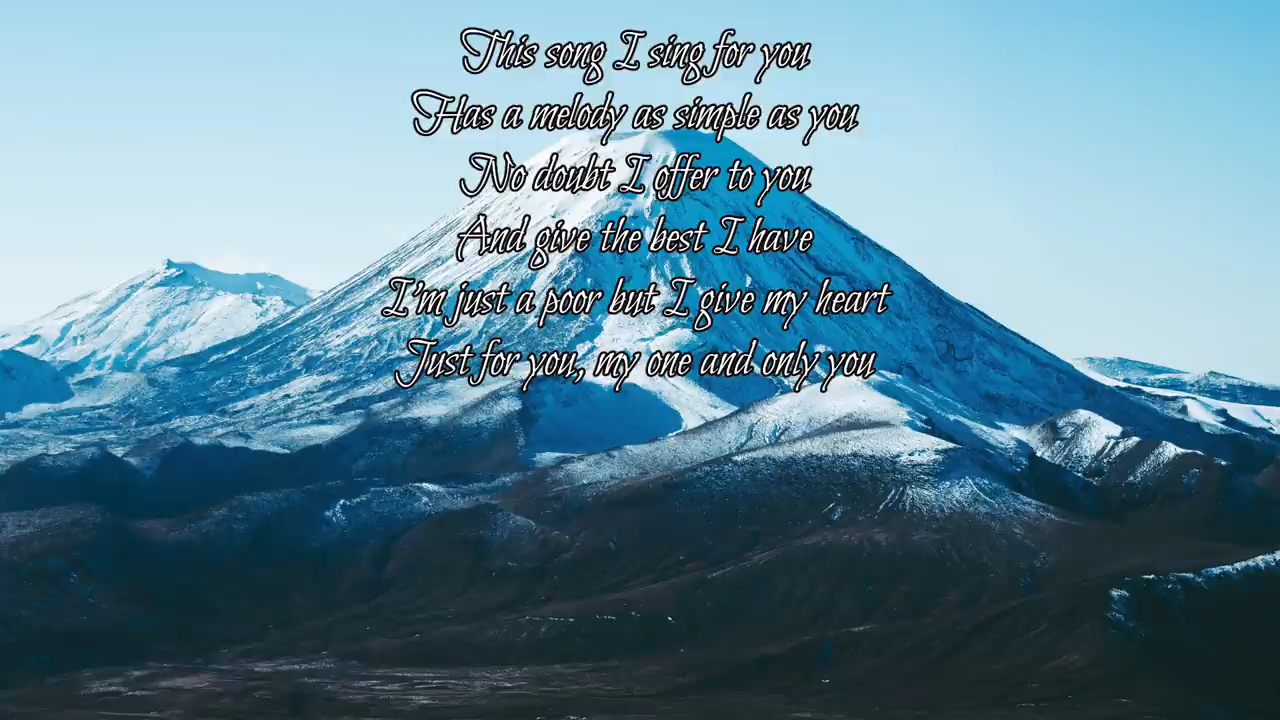 This song I sing for you
Has a melody as simple as you
No doubt I offer to you
And give the best I have
I'm just a poor but I give my heart
Just for you, my one and only you